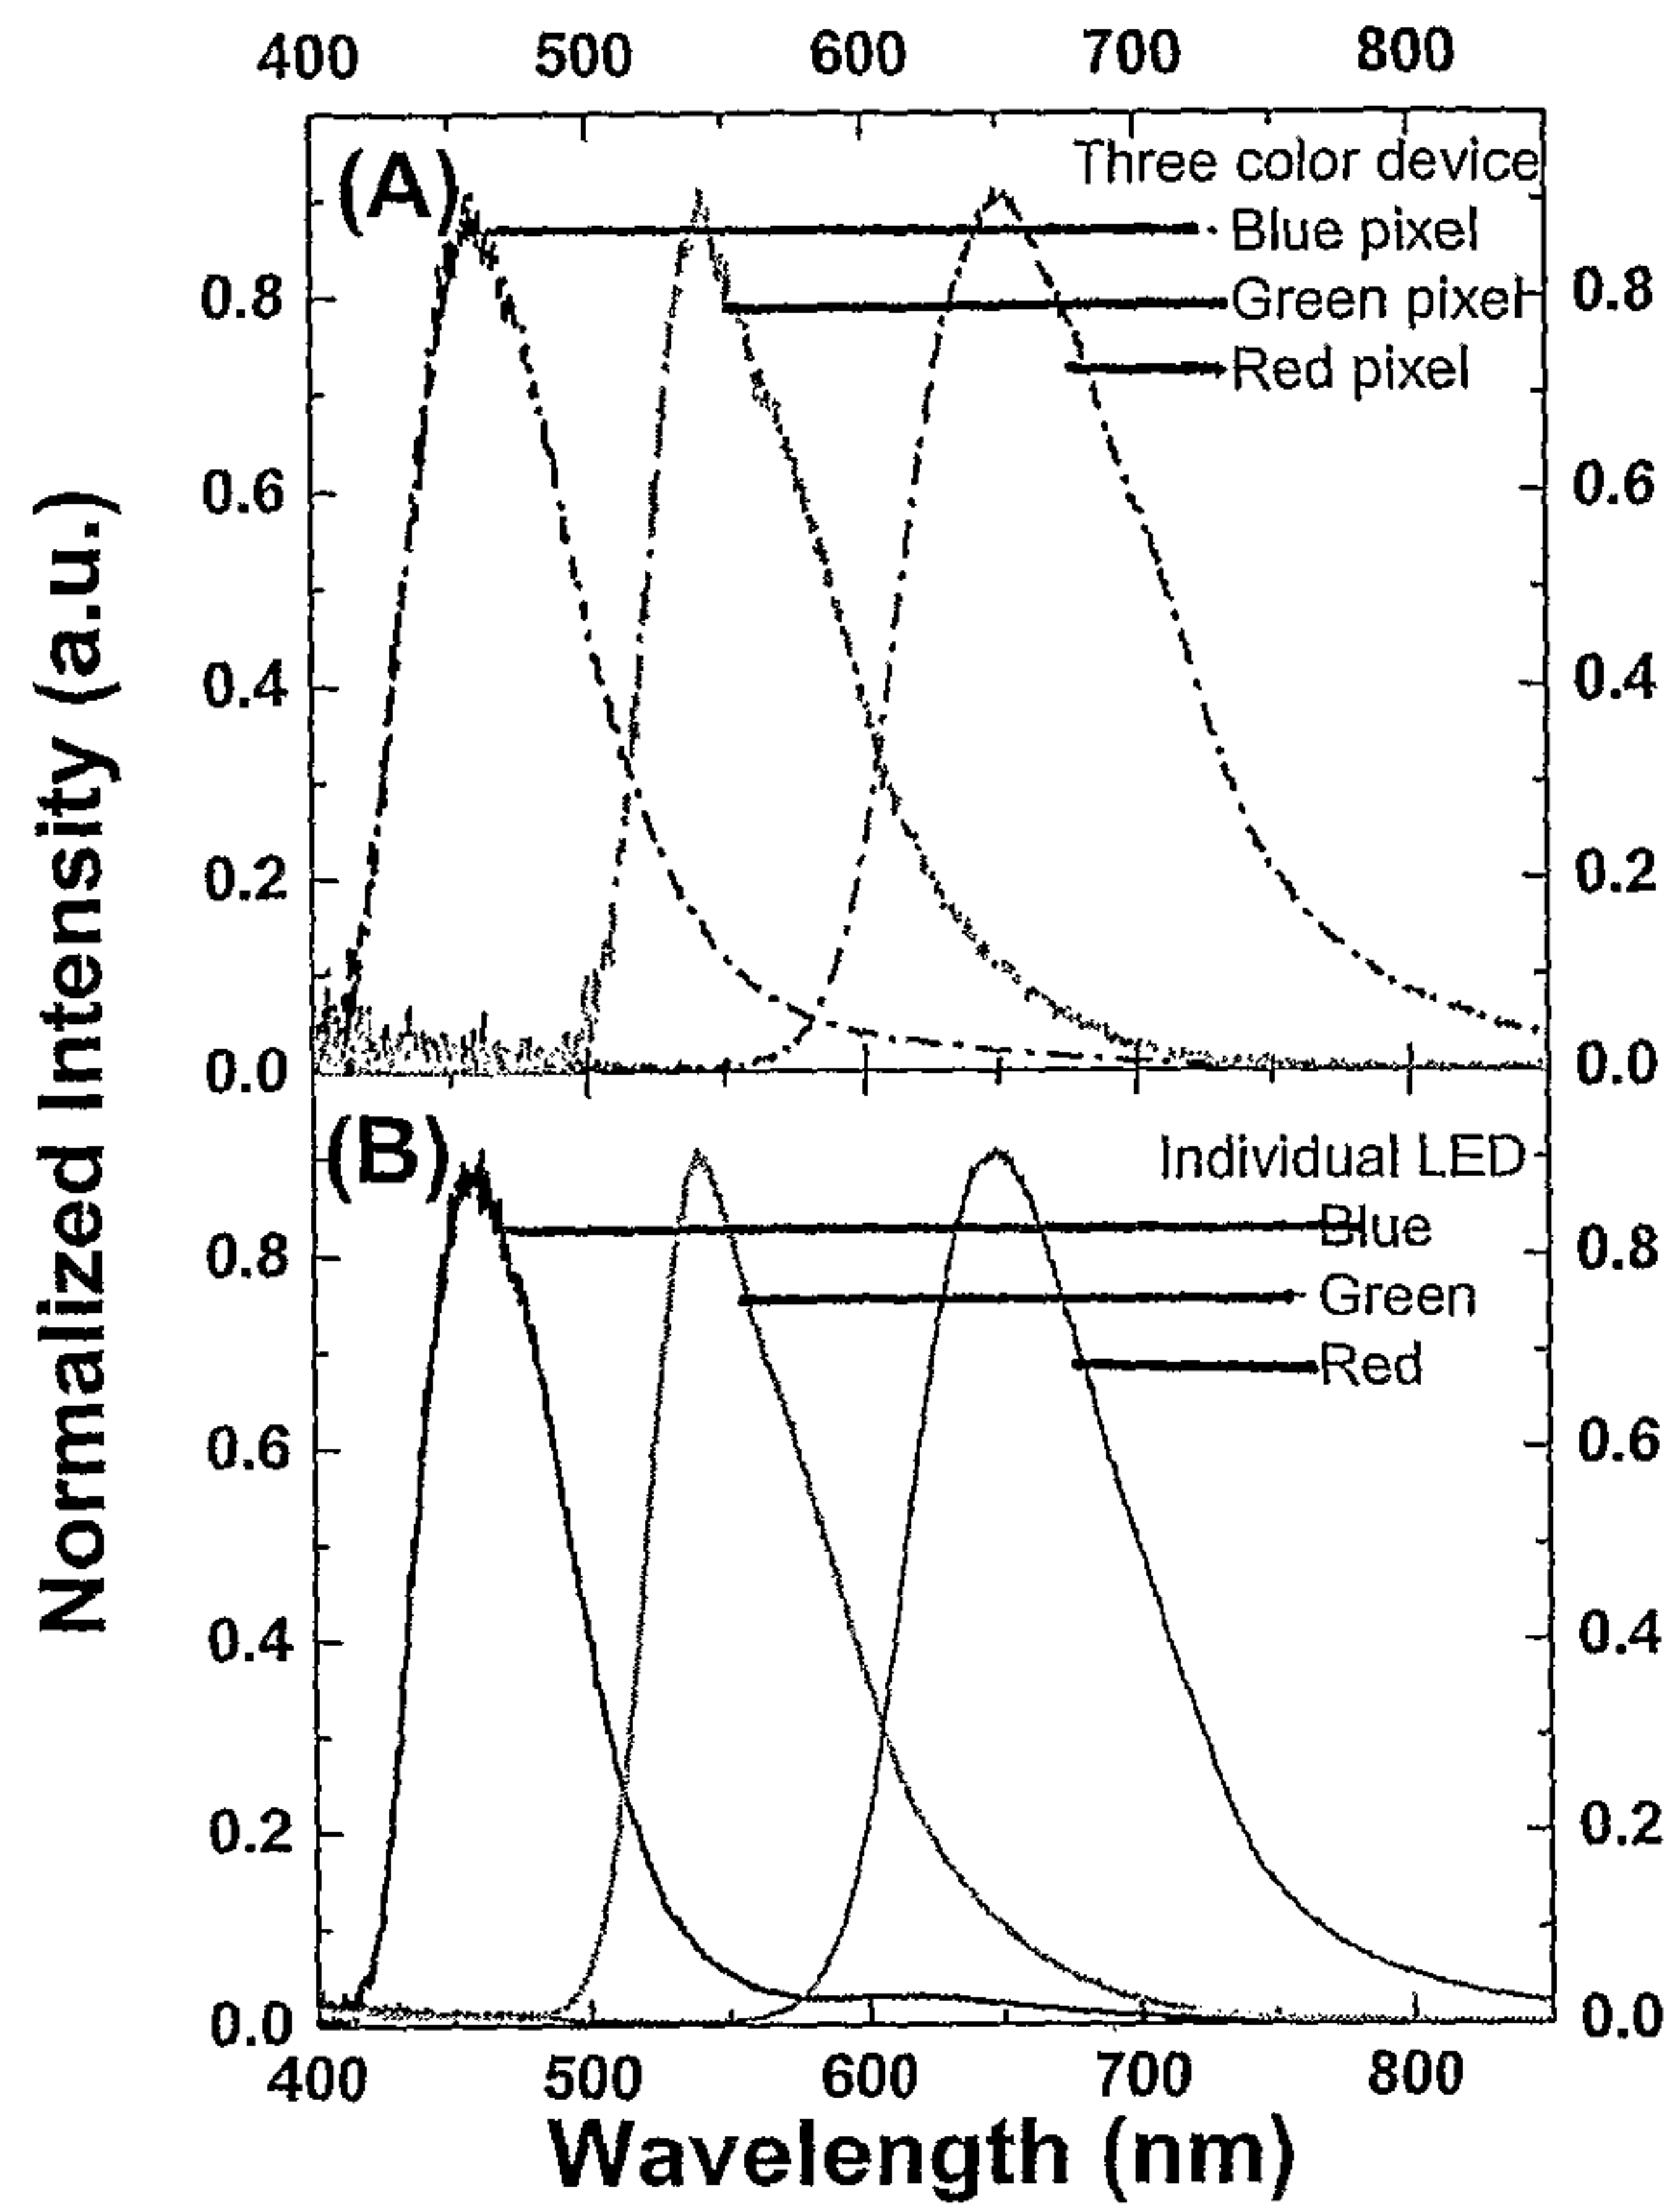 400 500 600 700 800
(A)
Three color device
Blue pixel
Green pixel
Red pixel
0.8 0.8
0.6 0.6
0.4 0.4
0.2 0.2
0.0 0.0
(B)
Individual LED
Blue
Green
Red
0.8 0.8
0.6 0.6
0.4 0.4
0.2 0.2
0.0 0.0
400 500 600 700 800
Wavelength (nm)
Normalized Intensity (a.u.)